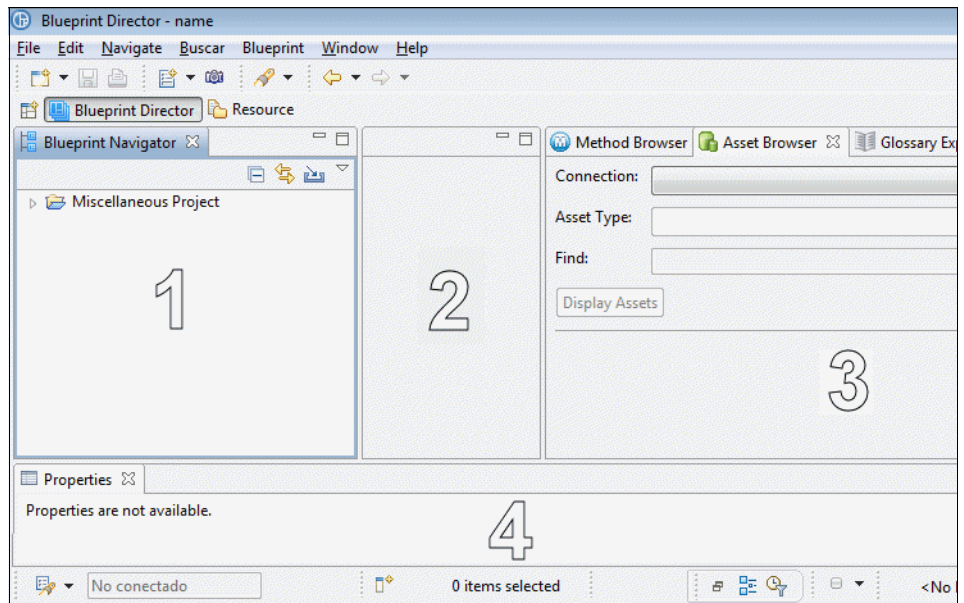 Blueprint Director - name
File Edit Navigate Buscar Blueprint Window Help
Blueprint Director Resource
Blueprint Navigator
Method Browser Asset Browser Glossary Ex
Connection:
Miscellaneous Project
Asset Type:
Find:
1
2
Display Assets
3
Properties
Properties are not available.
4
No conectado 0 items selected <No